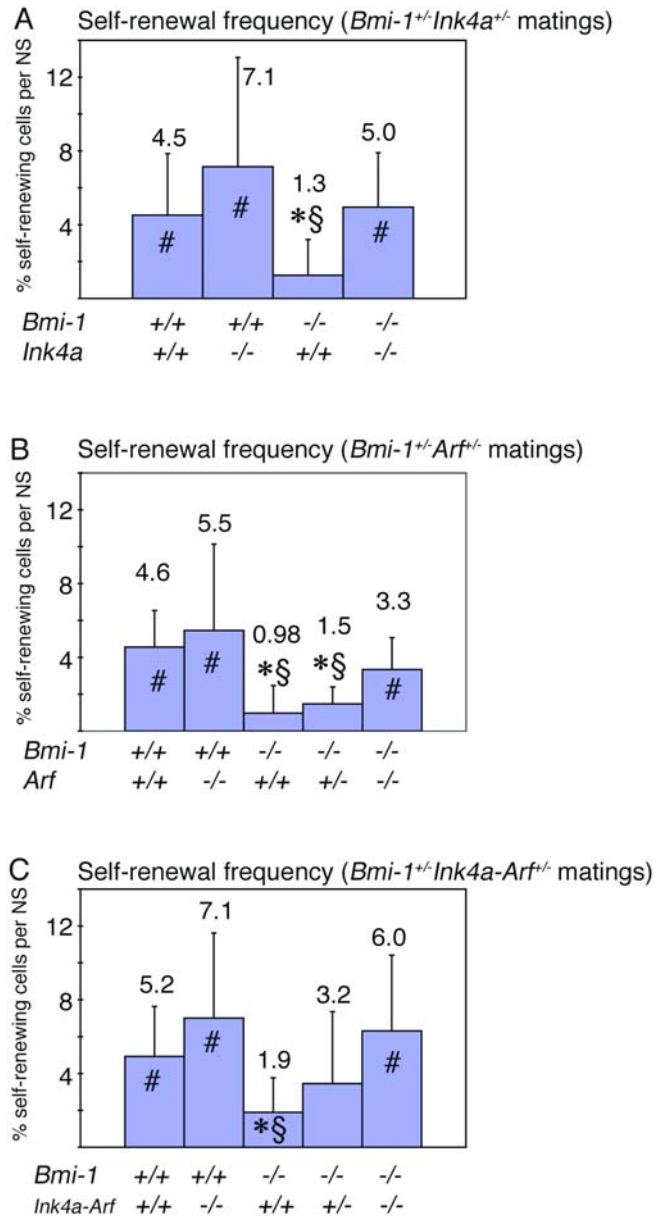 A Self-renewal frequency (Bmi-1+/-Ink4a+/- matings)
% self-renewing cells per NS
12
8
4
4.5 7.1 1.3 5.0
# # *§ #
Bmi-1 +/+ +/+ -/- -/-
Ink4a +/+ -/- +/+ -/-
B Self-renewal frequency (Bmi-1+/-Arf+/- matings)
% self-renewing cells per NS
12
8
4
4.6 5.5 0.98 1.5 3.3
# # *§ *§ #
Bmi-1 +/+ +/+ -/- -/- -/-
Arf +/+ -/- +/+ +/- -/-
C Self-renewal frequency (Bmi-1+/-Ink4a-Arf+/- matings)
% self-renewing cells per NS
12
8
4
5.2 7.1 1.9 3.2 6.0
# # *§ #
Bmi-1 +/+ +/+ -/- -/- -/-
Ink4a-Arf +/+ -/- +/+ +/- -/-